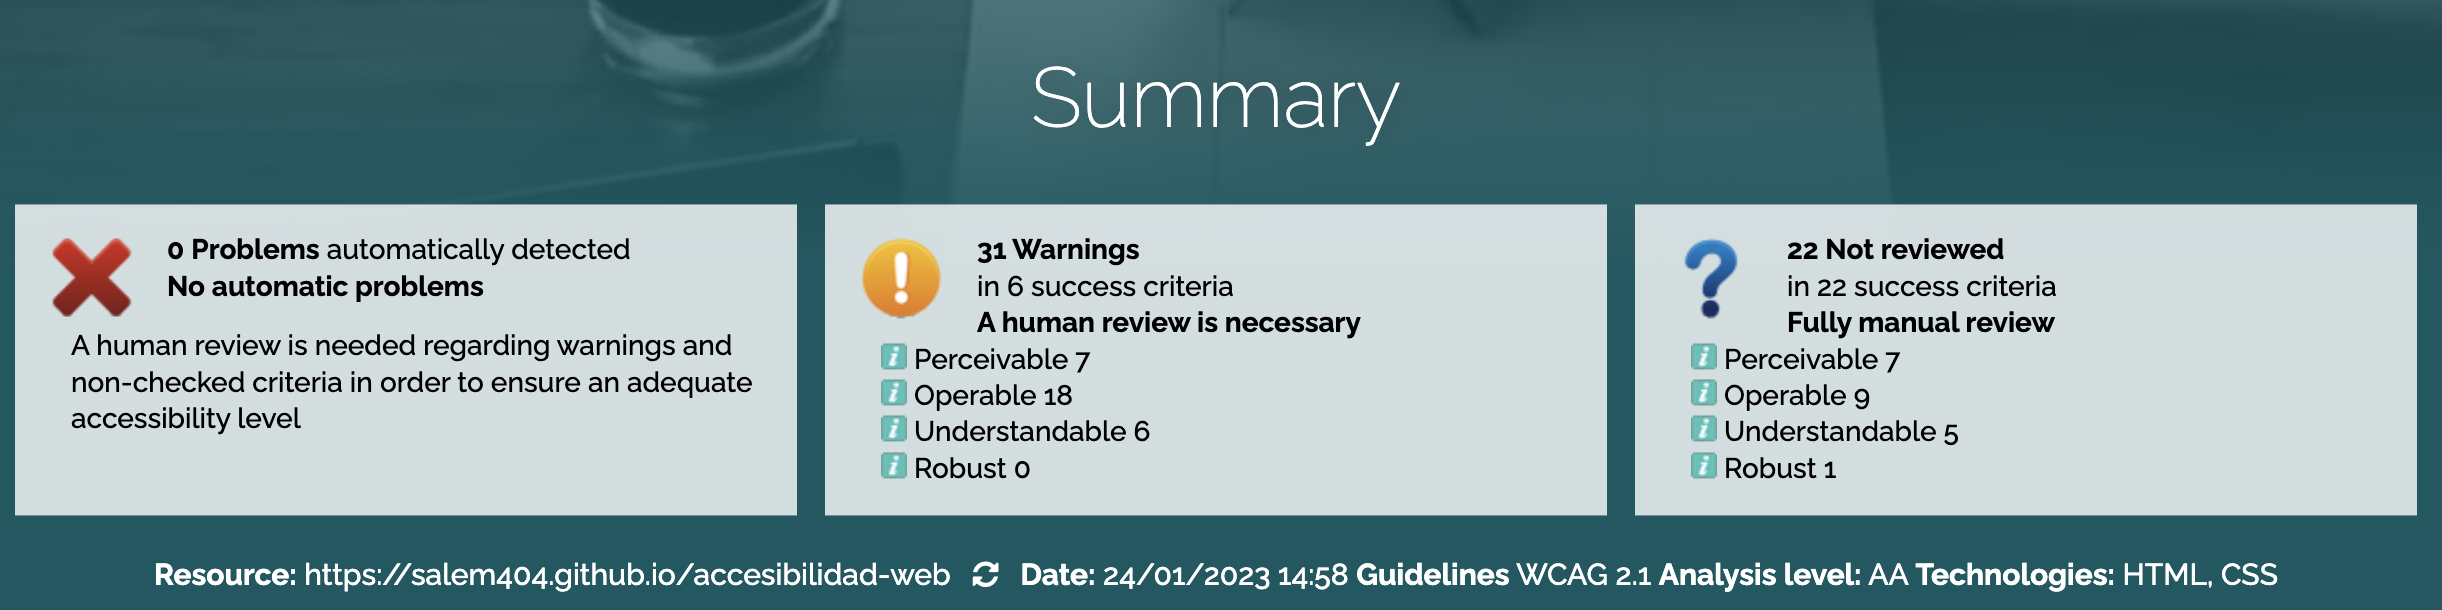 Summary
0 Problems automatically detected
No automatic problems
A human review is needed regarding warnings and
non-checked criteria in order to ensure an adequate
accessibility level
31 Warnings
in 6 success criteria
A human review is necessary
Perceivable 7
Operable 18
Understandable 6
Robust 0
22 Not reviewed
in 22 success criteria
Fully manual review
Perceivable 7
Operable 9
Understandable 5
Robust 1
Resource: https://salem404.github.io/accesibilidad-web Date: 24/01/2023 14:58 Guidelines WCAG 2.1 Analysis level: AA Technologies: HTML, CSS